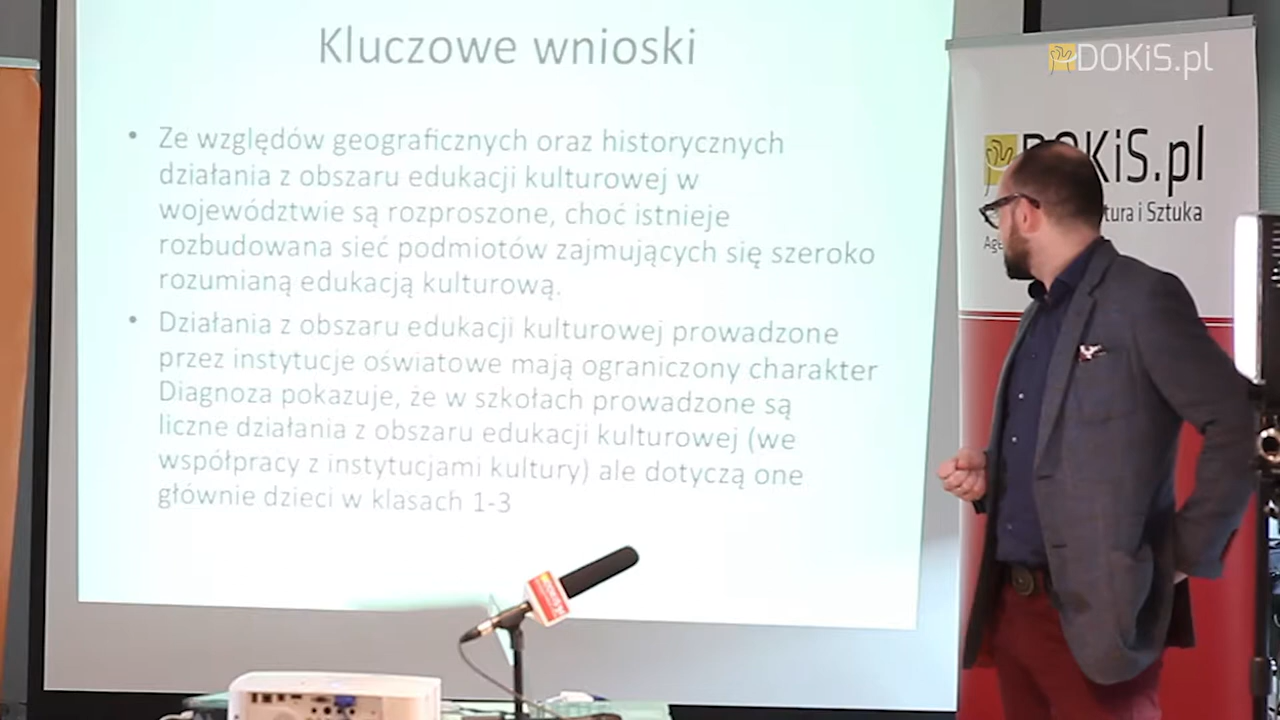 Kluczowe wnioski
• Ze względów geograficznych oraz historycznych
działania z obszaru edukacji kulturowej w
województwie są rozproszone, choć istnieje
rozbudowana sieć podmiotów zajmujących się szeroko
rozumianą edukacją kulturową.
• Działania z obszaru edukacji kulturowej prowadzone
przez instytucje oświatowe mają ograniczony charakter
Diagnoza pokazuje, że w szkołach prowadzone są
liczne działania z obszaru edukacji kulturowej (we
współpracy z instytucjami kultury) ale dotyczą one
głównie dzieci w klasach 1-3
DOKiS.pl
DOKiS.pl
i Sztuka